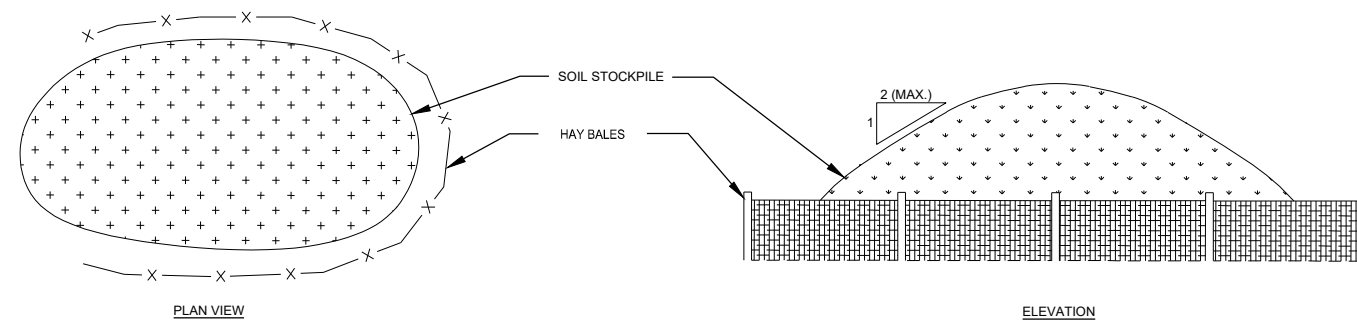 SOIL STOCKPILE
HAY BALES
2 (MAX.)
1
PLAN VIEW
ELEVATION